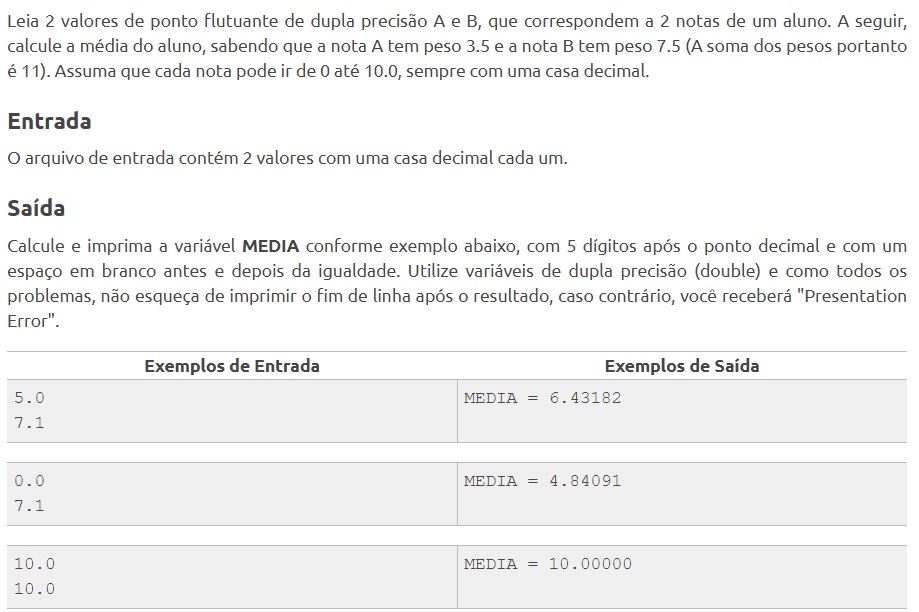 Leia 2 valores de ponto flutuante de dupla precisão A e B, que correspondem a 2 notas de um aluno. A seguir,
calcule a média do aluno, sabendo que a nota A tem peso 3.5 e a nota B tem peso 7.5 (A soma dos pesos portanto
é 11). Assuma que cada nota pode ir de 0 até 10.0, sempre com uma casa decimal.
Entrada
O arquivo de entrada contém 2 valores com uma casa decimal cada um.
Saída
Calcule e imprima a variável MEDIA conforme exemplo abaixo, com 5 dígitos após o ponto decimal e com um
espaço em branco antes e depois da igualdade. Utilize variáveis de dupla precisão (double) e como todos os
problemas, não esqueça de imprimir o fim de linha após o resultado, caso contrário, você receberá "Presentation
Error".
Exemplos de Entrada Exemplos de Saída
5.0 MEDIA = 6.43182
7.1
0.0 MEDIA = 4.84091
7.1
10.0 MEDIA = 10.00000
10.0